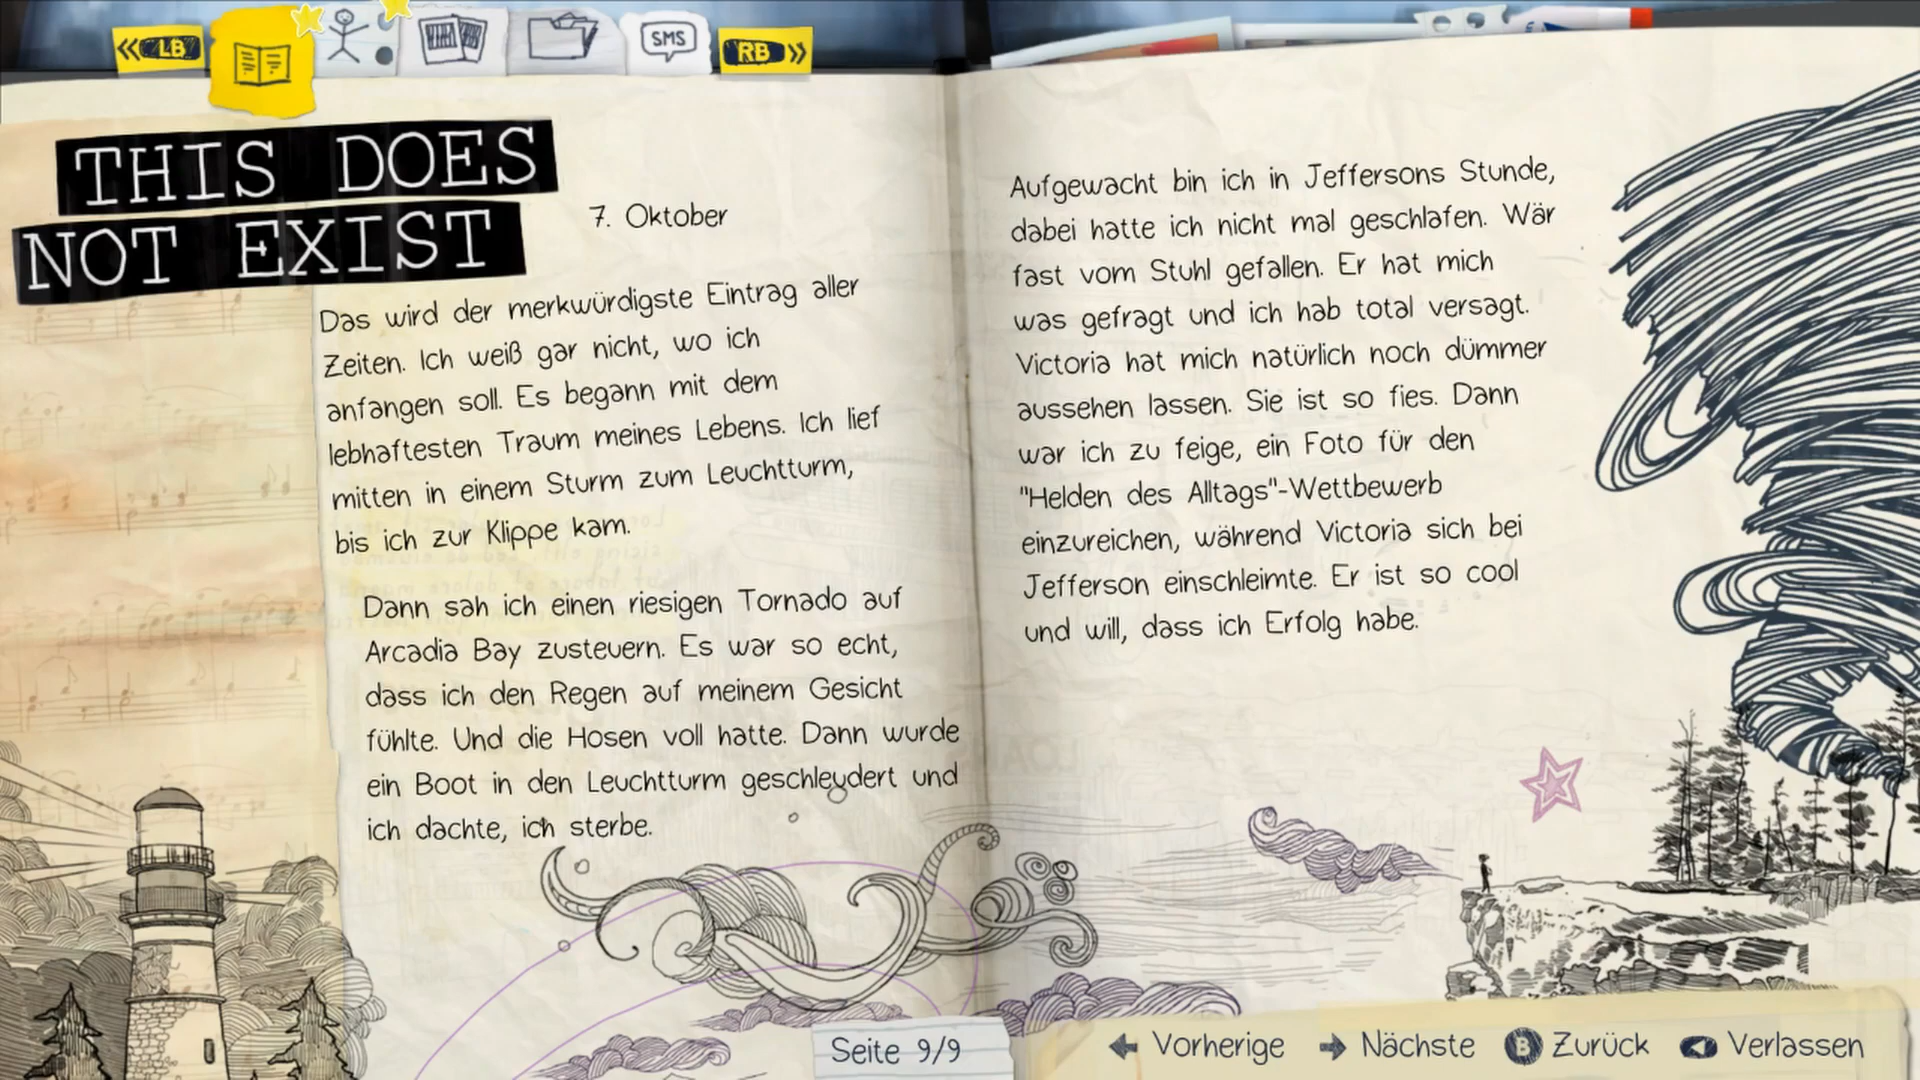 LB
SMS
RB
THIS DOES
NOT EXIST
7. Oktober
Das wird der merkwürdigste Eintrag aller
Zeiten. Ich weiß gar nicht, wo ich
anfangen soll. Es begann mit dem
lebhaftesten Traum meines Lebens. Ich lief
mitten in einem Sturm zum Leuchtturm,
bis ich zur Klippe kam.
Dann sah ich einen riesigen Tornado auf
Arcadia Bay zusteuern. Es war so echt,
dass ich den Regen auf meinem Gesicht
fühlte. Und die Hosen voll hatte. Dann wurde
ein Boot in den Leuchtturm geschleudert und
ich dachte, ich sterbe.
Aufgewacht bin ich in Jeffersons Stunde,
dabei hatte ich nicht mal geschlafen. Wär
fast vom Stuhl gefallen. Er hat mich
was gefragt und ich hab total versagt.
Victoria hat mich natürlich noch dümmer
aussehen lassen. Sie ist so fies. Dann
war ich zu feige, ein Foto für den
"Helden des Alltags"-Wettbewerb
einzureichen, während Victoria sich bei
Jefferson einschleimte. Er ist so cool
und will, dass ich Erfolg habe.
Seite 9/9
Vorherige
Nächste
B Zurück
Verlassen